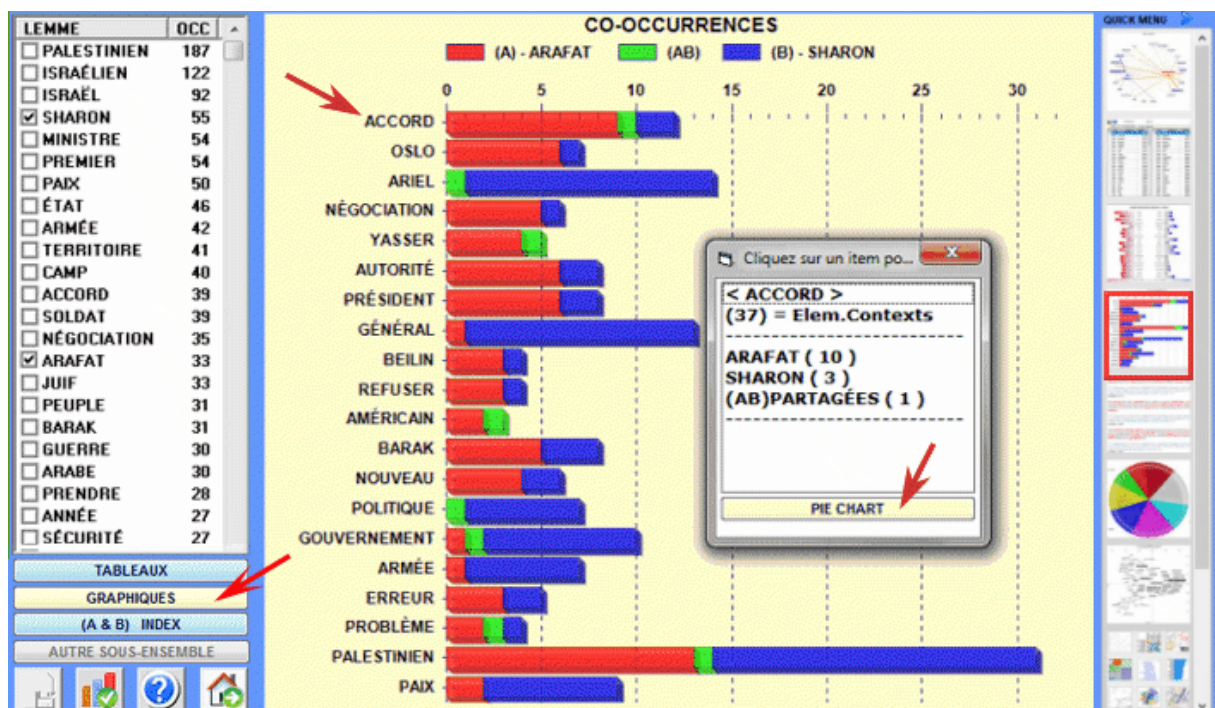 LEMME OCC
PALESTINIEN 187
ISRAÉLIEN 122
ISRAËL 92
SHARON 55
MINISTRE 54
PREMIER 54
PAIX 50
ÉTAT 46
ARMÉE 42
TERRITOIRE 41
CAMP 40
ACCORD 39
SOLDAT 39
NÉGOCIATION 35
ARAFAT 33
JUIF 33
PEUPLE 31
BARAK 31
GUERRE 30
ARABE 30
PRENDRE 28
ANNÉE 27
SÉCURITÉ 27
TABLEAUX
GRAPHIQUES
(A & B) INDEX
AUTRE SOUS-ENSEMBLE
CO-OCCURRENCES
(A) - ARAFAT (AB) (B) - SHARON
0 5 10 15 20 25 30
ACCORD
OSLO
ARIEL
NÉGOCIATION
YASSER
AUTORITÉ
PRÉSIDENT
GÉNÉRAL
BEILIN
REFUSER
AMÉRICAIN
BARAK
NOUVEAU
POLITIQUE
GOUVERNEMENT
ARMÉE
ERREUR
PROBLÈME
PALESTINIEN
PAIX
Cliquez sur un item po...
< ACCORD >
(37) = Elem.Contexts
ARAFAT ( 10 )
SHARON ( 3 )
(AB)PARTAGÉES ( 1 )
PIE CHART
QUICK MENU